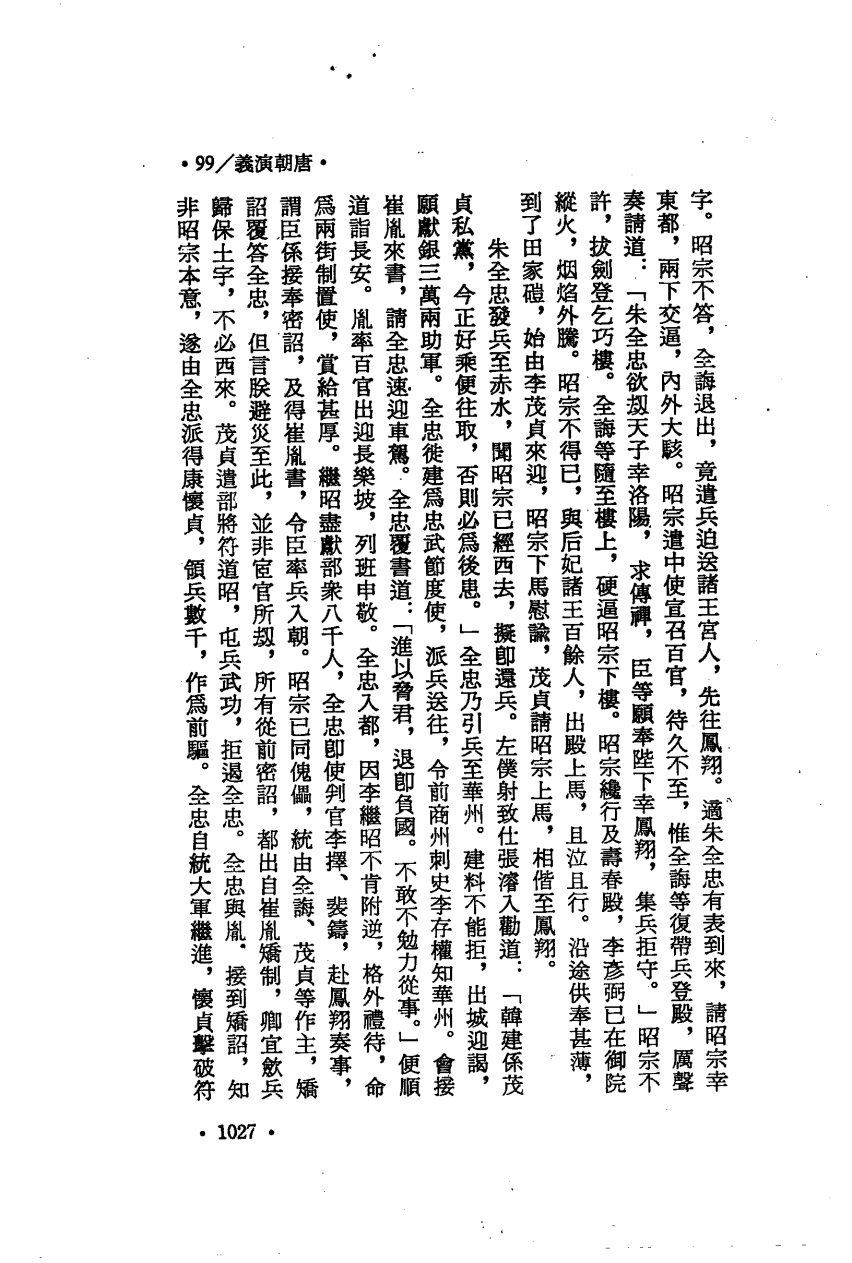 •99／義演朝唐•
字。昭宗不答，全誨退出，竟遣兵迫送諸王宮人，先往鳳翔。適朱全忠有表到來，請昭宗幸
東都，兩下交逼，內外大駭。昭宗遣中使宣召百官，待久不至，惟全誨等復帶兵登殿，厲聲
奏請道：「朱全忠欲刼天子幸洛陽，求傳禪，臣等願奉陛下幸鳳翔，集兵拒守。」昭宗不
許，拔劍登乞巧樓。全誨等隨至樓上，硬逼昭宗下樓。昭宗纔行及壽春殿，李彥弼已在御院
縱火，烟焰外騰。昭宗不得已，與后妃諸王百餘人，出殿上馬，且泣且行。沿途供奉甚薄，
到了田家磑，始由李茂貞來迎，昭宗下馬慰諭，茂貞請昭宗上馬，相偕至鳳翔。
朱全忠發兵至赤水，聞昭宗已經西去，擬卽還兵。左僕射致仕張濬入勸道：「韓建係茂
貞私黨，今正好乘便往取，否則必爲後患。」全忠乃引兵至華州。建料不能拒，出城迎謁，
願獻銀三萬兩助軍。全忠徙建爲忠武節度使，派兵送往，令前商州刺史李存權知華州。會接
崔胤來書，請全忠速迎車駕。全忠覆書道：「進以脅君，退卽負國。不敢不勉力從事。」便順
道詣長安。胤率百官出迎長樂坡，列班申敬。全忠入都，因李繼昭不肯附逆，格外禮待，命
爲兩街制置使，賞給甚厚。繼昭盡獻部衆八千人，全忠卽使判官李擇、裴鑄，赴鳳翔奏事，
謂臣係接奉密詔，及得崔胤書，令臣率兵入朝。昭宗已同傀儡，統由全誨、茂貞等作主，矯
詔覆答全忠，但言朕避災至此，並非宦官所刼，所有從前密詔，都出自崔胤矯制，卿宜斂兵
歸保土宇，不必西來。茂貞遣部將符道昭，屯兵武功，拒遏全忠。全忠與胤，接到矯詔，知
非昭宗本意，遂由全忠派得康懷貞，領兵數千，作爲前驅。全忠自統大軍繼進，懷貞擊破符
•1027•